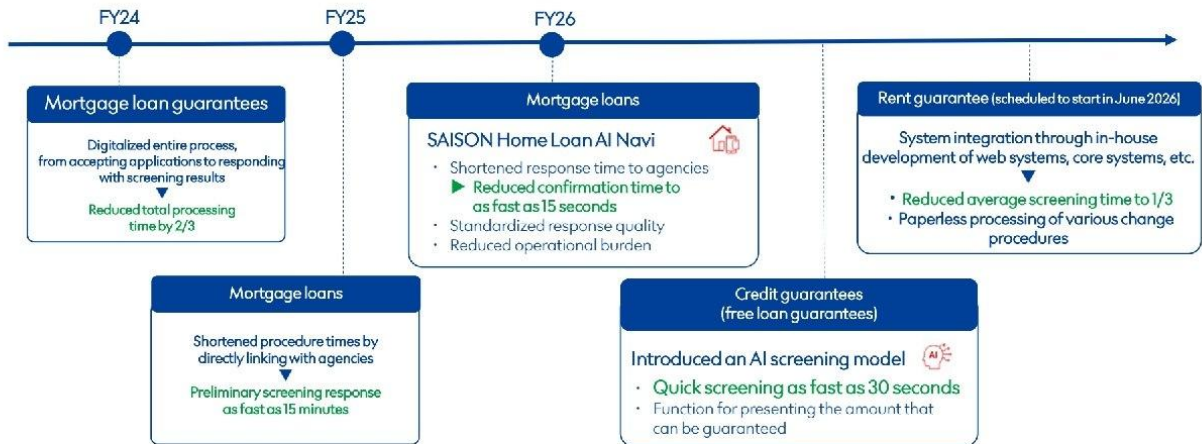 FY24
FY25
FY26
Mortgage loan guarantees
Digitalized entire process,
from accepting applications to responding
with screening results
Reduced total processing
time by 2/3
Mortgage loans
Shortened procedure times by
directly linking with agencies
Preliminary screening response
as fast as 15 minutes
Mortgage loans
SAISON Home Loan AI Navi
• Shortened response time to agencies
▶ Reduced confirmation time to
as fast as 15 seconds
• Standardized response quality
• Reduced operational burden
Credit guarantees
(free loan guarantees)
Introduced an AI screening model
AI
• Quick screening as fast as 30 seconds
• Function for presenting the amount that
can be guaranteed
Rent guarantee (scheduled to start in June 2026)
System integration through in-house
development of web systems, core systems, etc.
• Reduced average screening time to 1/3
• Paperless processing of various change
procedures